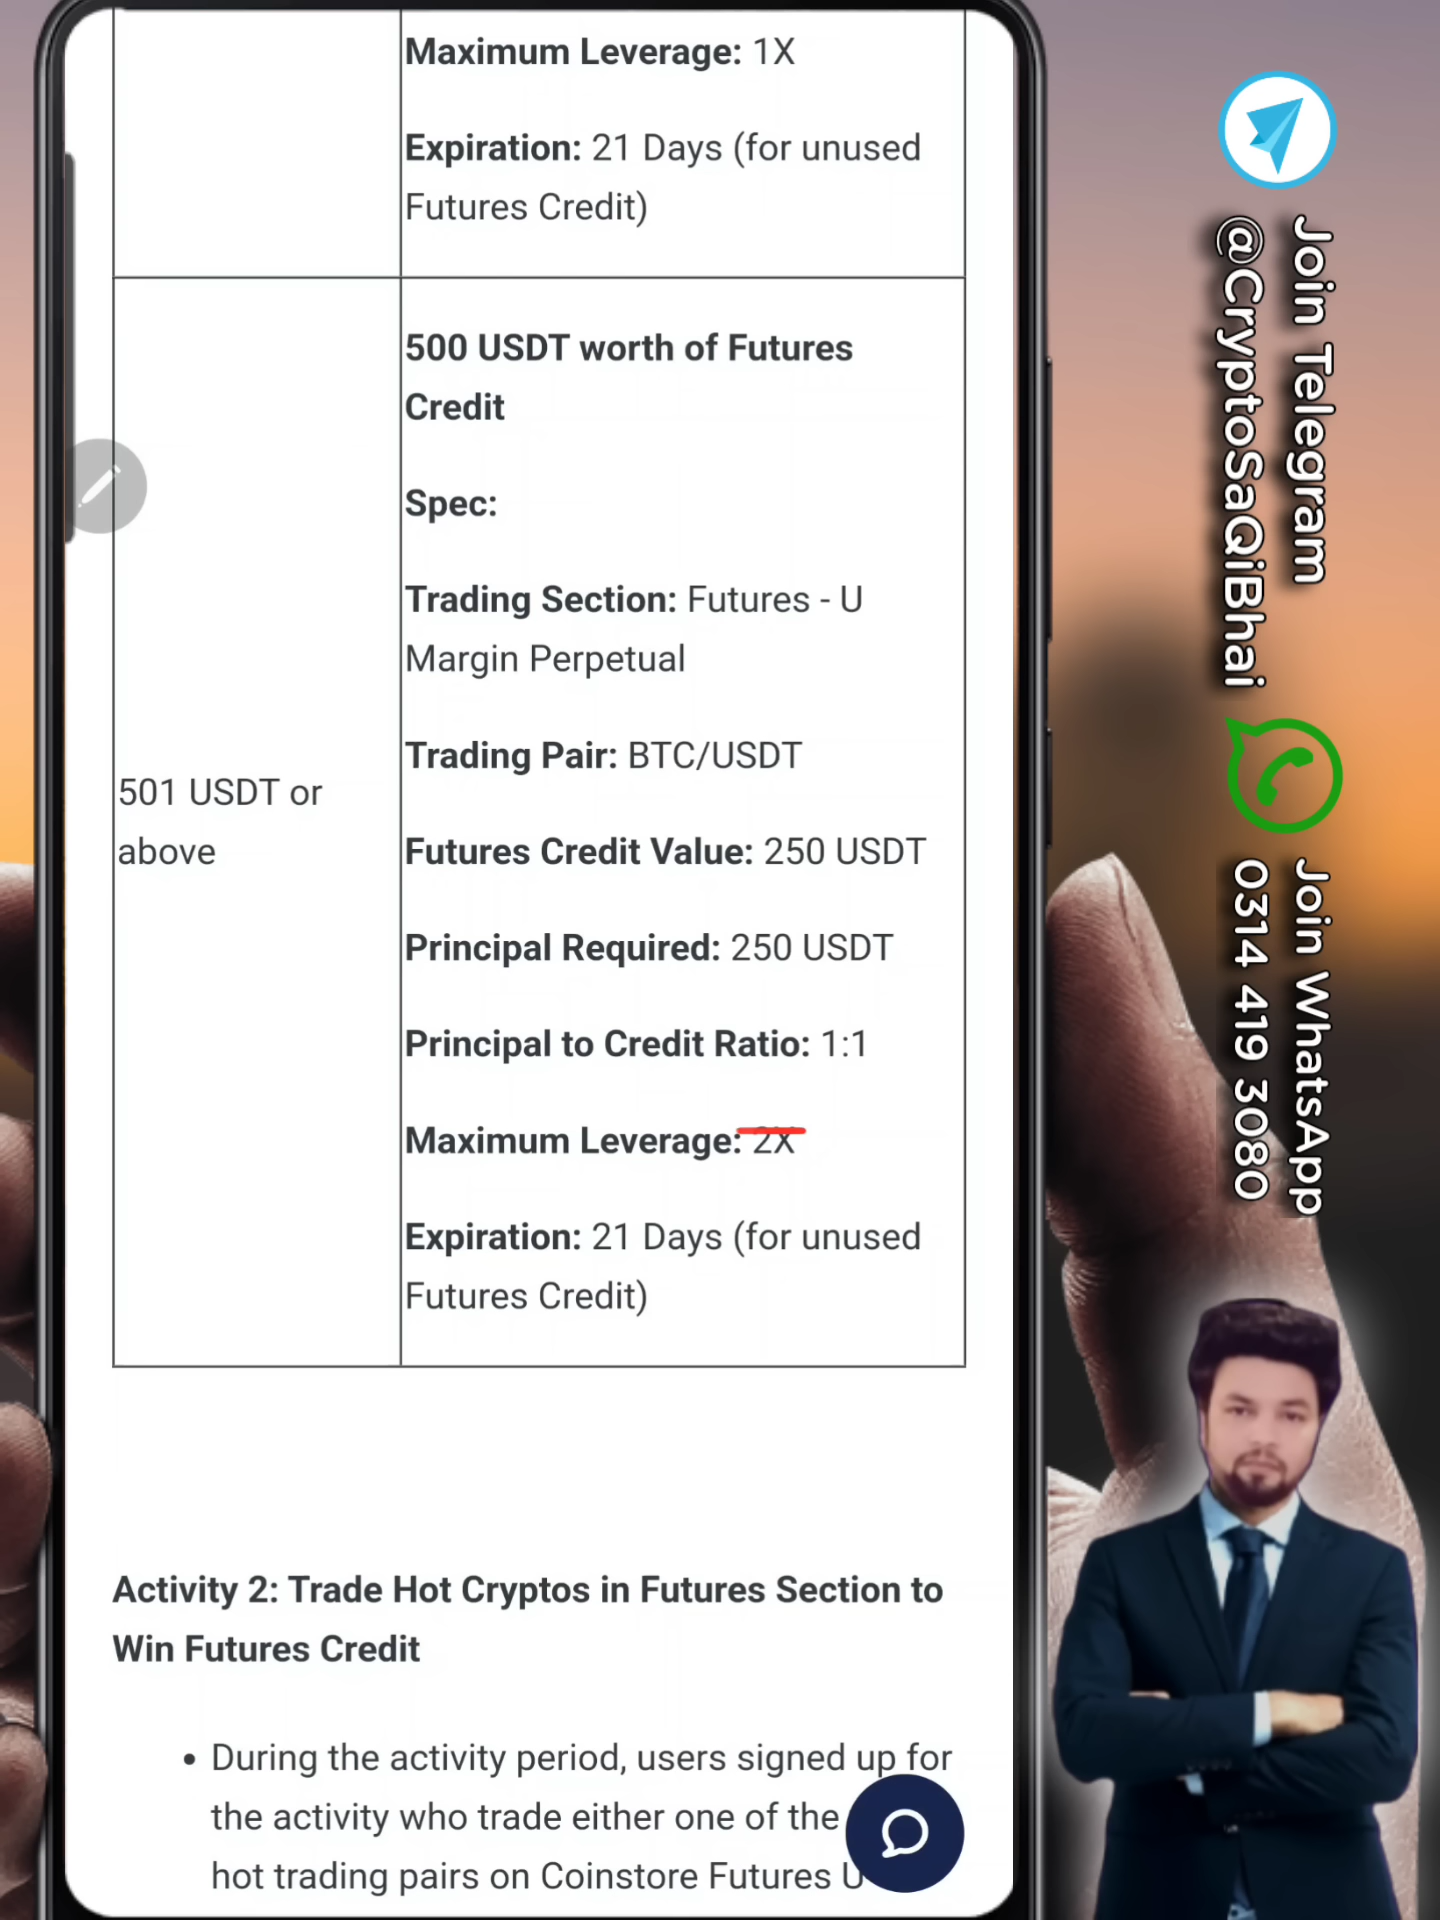 Maximum Leverage: 1X
Expiration: 21 Days (for unused
Futures Credit)
501 USDT or
above
500 USDT worth of Futures
Credit
Spec:
Trading Section: Futures - U
Margin Perpetual
Trading Pair: BTC/USDT
Futures Credit Value: 250 USDT
Principal Required: 250 USDT
Principal to Credit Ratio: 1:1
Maximum Leverage: 2X
Expiration: 21 Days (for unused
Futures Credit)
Activity 2: Trade Hot Cryptos in Futures Section to
Win Futures Credit
• During the activity period, users signed up for
the activity who trade either one of the
hot trading pairs on Coinstore Futures U
Join Telegram
@CryptoSaQiBhai
Join WhatsApp
0314 419 3080